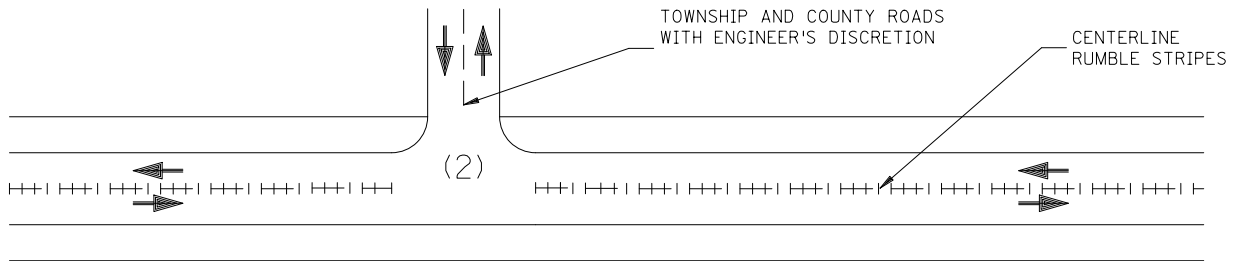 TOWNSHIP AND COUNTY ROADS
WITH ENGINEER'S DISCRETION
CENTERLINE
RUMBLE STRIPES
(2)